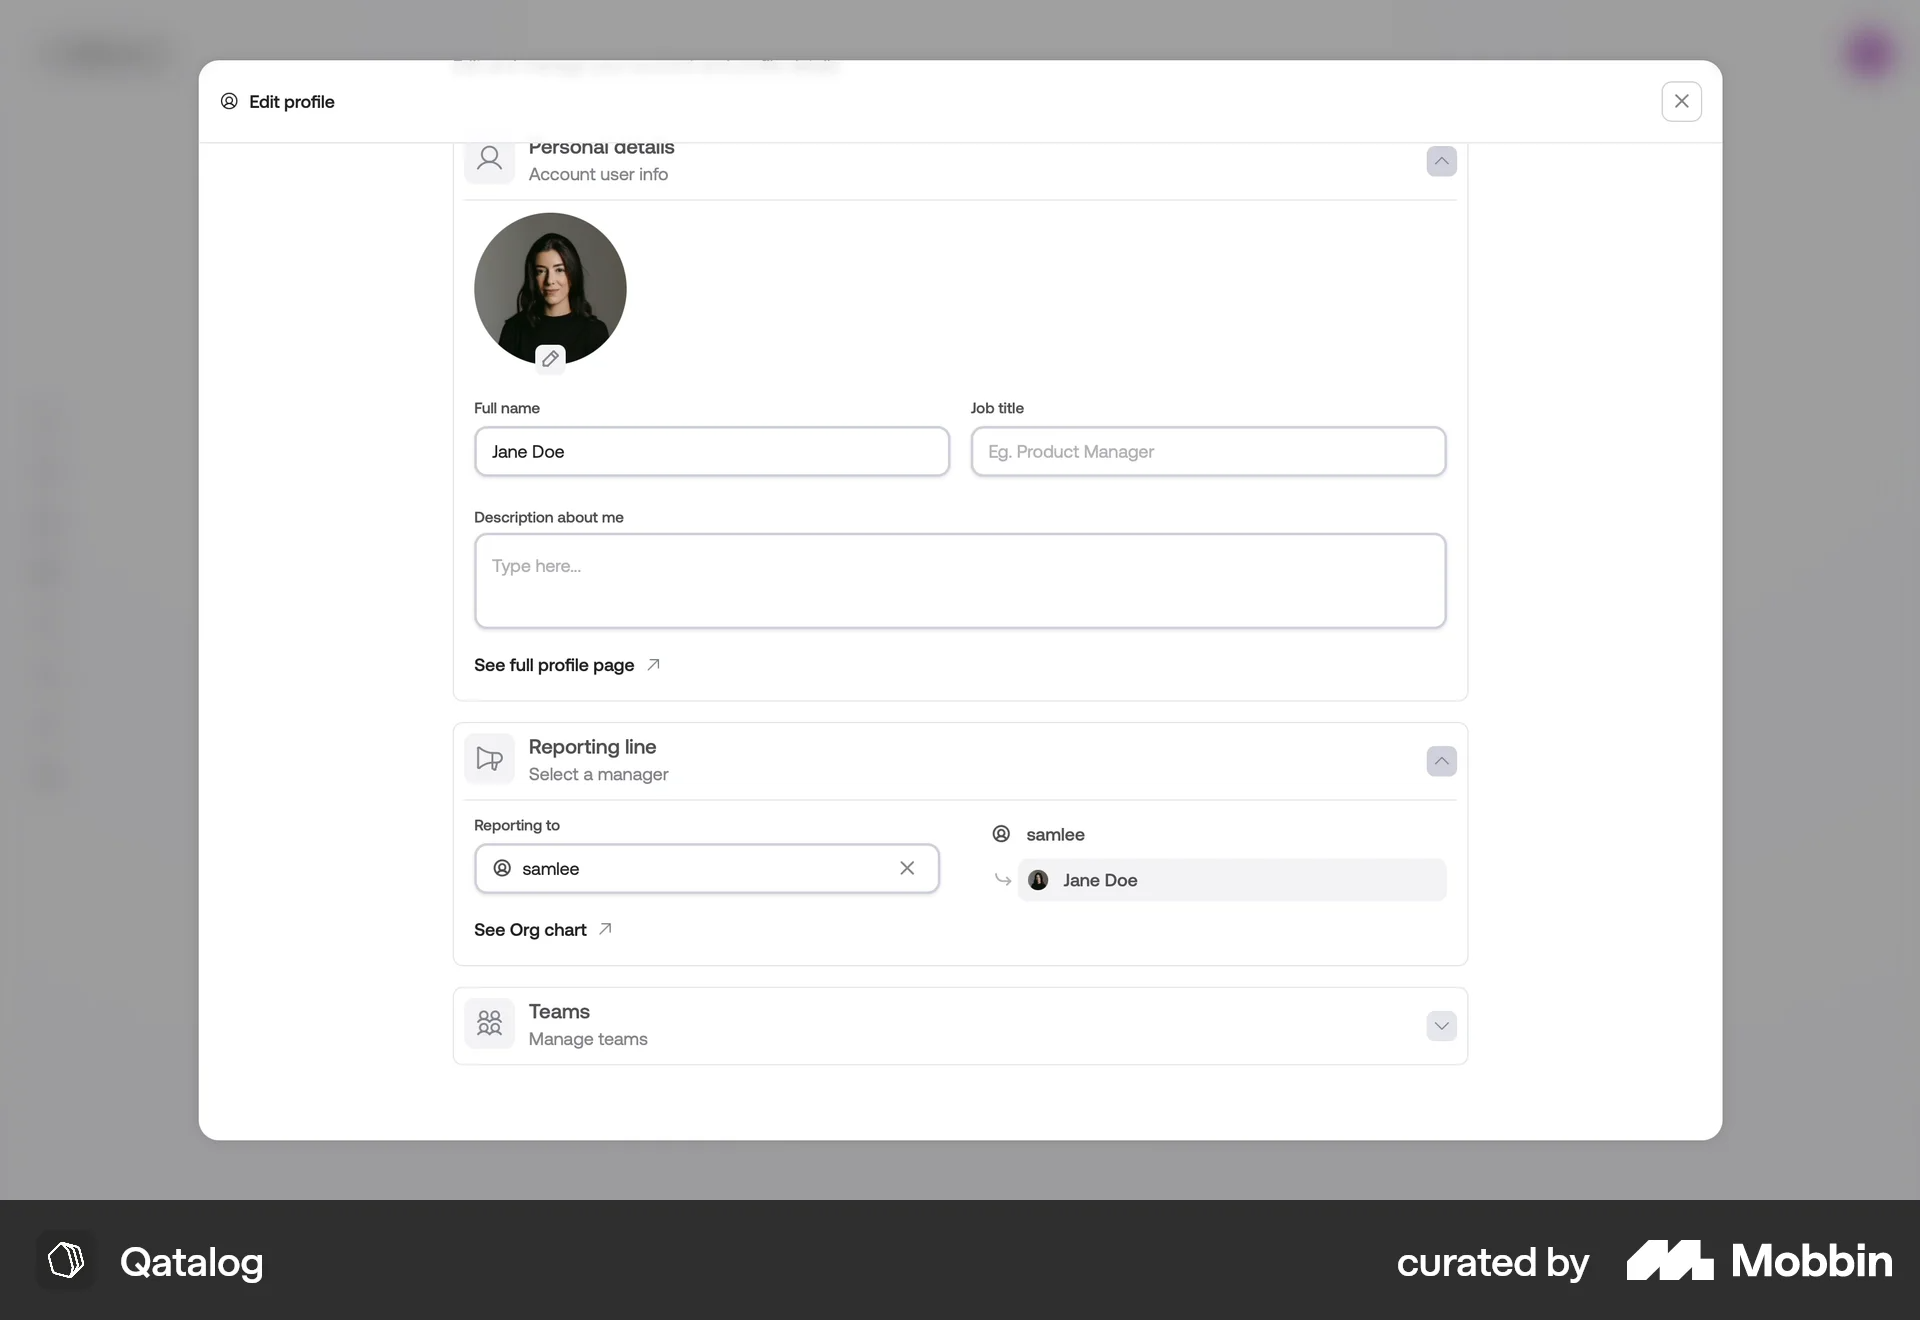 Edit profile
Personal details
Account user info
Full name
Job title
Jane Doe
Eg. Product Manager
Description about me
Type here...
See full profile page
Reporting line
Select a manager
Reporting to
samlee
samlee
Jane Doe
See Org chart
Teams
Manage teams
Qatalog
curated by
Mobbin